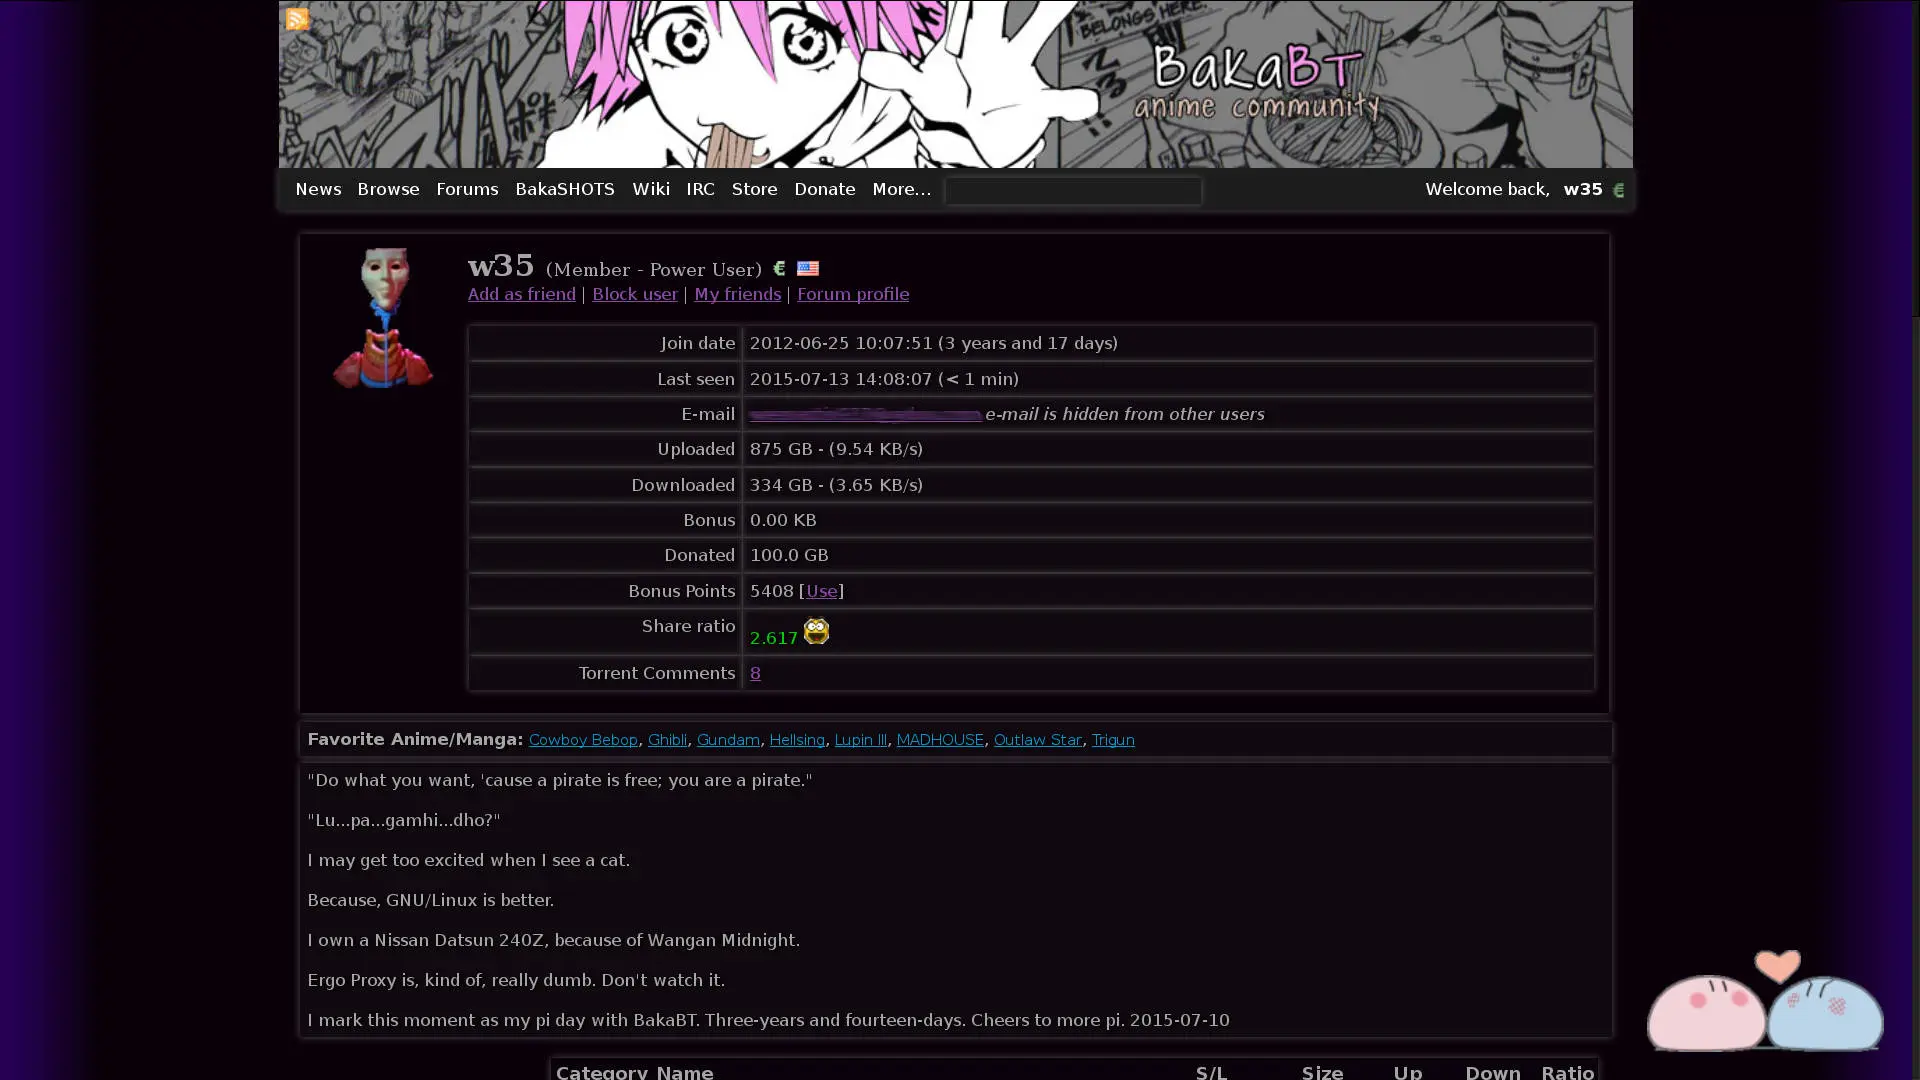 BELONGS HERE.
BakaBT
anime community
News Browse Forums BakaSHOTS Wiki IRC Store Donate More... Welcome back, w35 €
w35 (Member - Power User) €
Add as friend | Block user | My friends | Forum profile
Join date 2012-06-25 10:07:51 (3 years and 17 days)
Last seen 2015-07-13 14:08:07 (< 1 min)
E-mail e-mail is hidden from other users
Uploaded 875 GB - (9.54 KB/s)
Downloaded 334 GB - (3.65 KB/s)
Bonus 0.00 KB
Donated 100.0 GB
Bonus Points 5408 [Use]
Share ratio 2.617
Torrent Comments 8
Favorite Anime/Manga: Cowboy Bebop, Ghibli, Gundam, Hellsing, Lupin III, MADHOUSE, Outlaw Star, Trigun
"Do what you want, 'cause a pirate is free; you are a pirate."
"Lu...pa...gamhi...dho?"
I may get too excited when I see a cat.
Because, GNU/Linux is better.
I own a Nissan Datsun 240Z, because of Wangan Midnight.
Ergo Proxy is, kind of, really dumb. Don't watch it.
I mark this moment as my pi day with BakaBT. Three-years and fourteen-days. Cheers to more pi. 2015-07-10
Category Name S/L Size Up Down Ratio